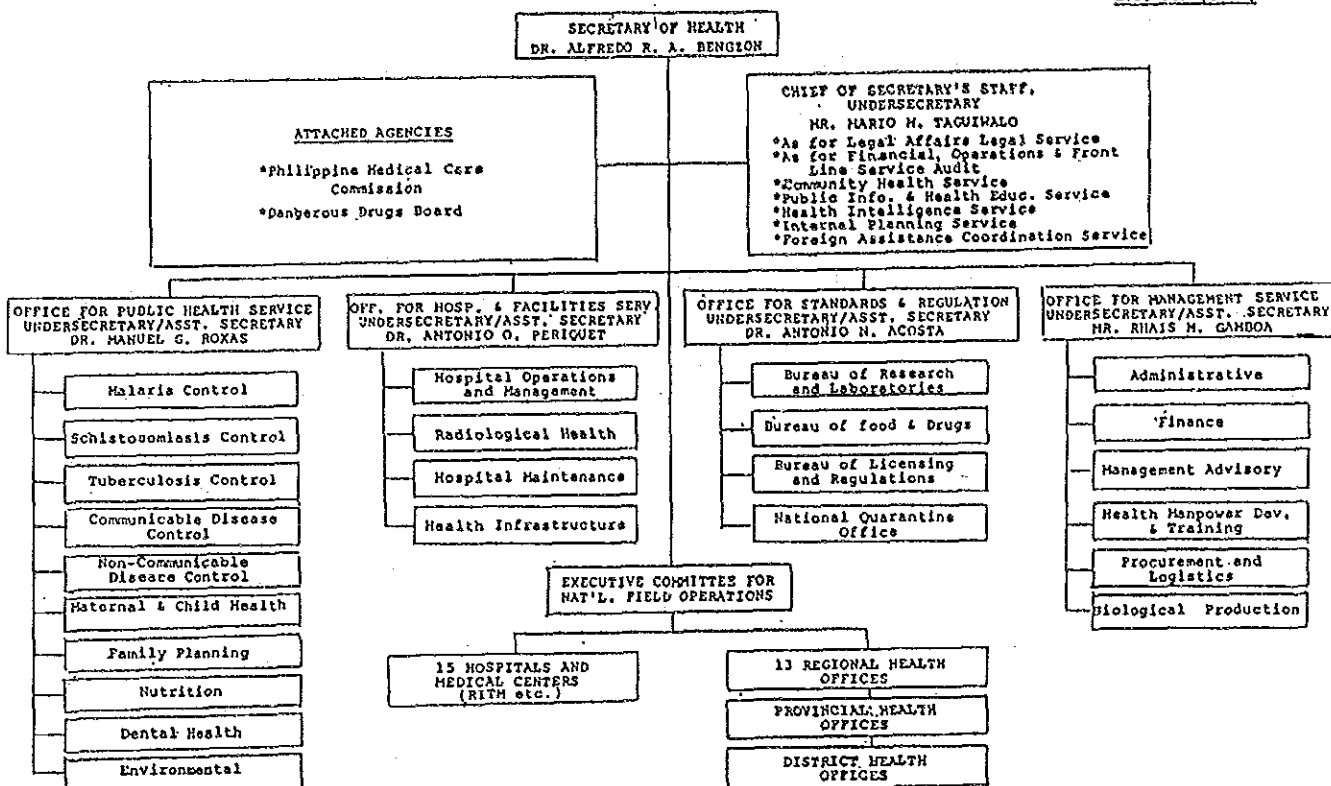 SECRETARY OF HEALTH
DR. ALFREDO R. A. BENGZON
ATTACHED AGENCIES
*Philippine Medical Care
Commission
*Dangerous Drugs Board
CHIEF OF SECRETARY'S STAFF,
UNDERSECRETARY
MR. MARIO M. TAGUIWALO
*As for Legal Affairs Legal Service
*As for Financial, Operations & Front
Line Service Audit
*Community Health Service
*Public Info. & Health Educ. Service
*Health Intelligence Service
*Internal Planning Service
*Foreign Assistance Coordination Service
OFFICE FOR PUBLIC HEALTH SERVICE
UNDERSECRETARY/ASST. SECRETARY
DR. MANUEL G. ROXAS
Malaria Control
Schistosomiasis Control
Tuberculosis Control
Communicable Disease
Control
Non-Communicable
Disease Control
Maternal & Child Health
Family Planning
Nutrition
Dental Health
Environmental
OFF. FOR HOSP. & FACILITIES SERV
UNDERSECRETARY/ASST. SECRETARY
DR. ANTONIO O. PERIQUET
Hospital Operations
and Management
Radiological Health
Hospital Maintenance
Health Infrastructure
OFFICE FOR STANDARDS & REGULATION
UNDERSECRETARY/ASST. SECRETARY
DR. ANTONIO N. ACOSTA
Bureau of Research
and Laboratories
Bureau of food & Drugs
Bureau of Licensing
and Regulations
National Quarantine
Office
OFFICE FOR MANAGEMENT SERVICE
UNDERSECRETARY/ASST. SECRETARY
MR. RHAIS M. GAMBOA
Administrative
Finance
Management Advisory
Health Manpower Dev.
& Training
Procurement and
Logistics
Biological Production
EXECUTIVE COMMITTEE FOR
NAT'L. FIELD OPERATIONS
15 HOSPITALS AND
MEDICAL CENTERS
(RITM etc.)
13 REGIONAL HEALTH
OFFICES
PROVINCIAL HEALTH
OFFICES
DISTRICT HEALTH
OFFICES